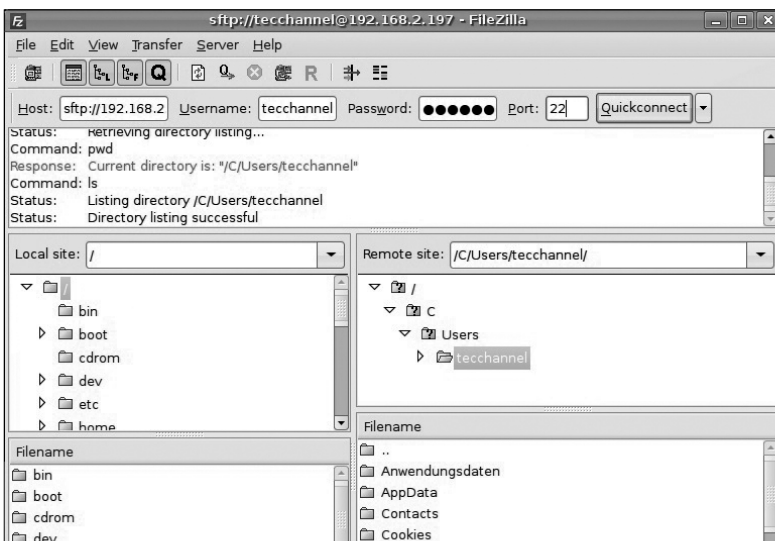 sftp://tecchannel@192.168.2.197 - FileZilla
File Edit View Transfer Server Help
Host: sftp://192.168.2 Username: tecchannel Password: ●●●●●● Port: 22 Quickconnect
Status: Retrieving directory listing...
Command: pwd
Response: Current directory is: "/C/Users/tecchannel"
Command: ls
Status: Listing directory /C/Users/tecchannel
Status: Directory listing successful
Local site: /
/
bin
boot
cdrom
dev
etc
home
Filename
bin
boot
cdrom
dev
Remote site: /C/Users/tecchannel/
/
C
Users
tecchannel
Filename
..
Anwendungsdaten
AppData
Contacts
Cookies